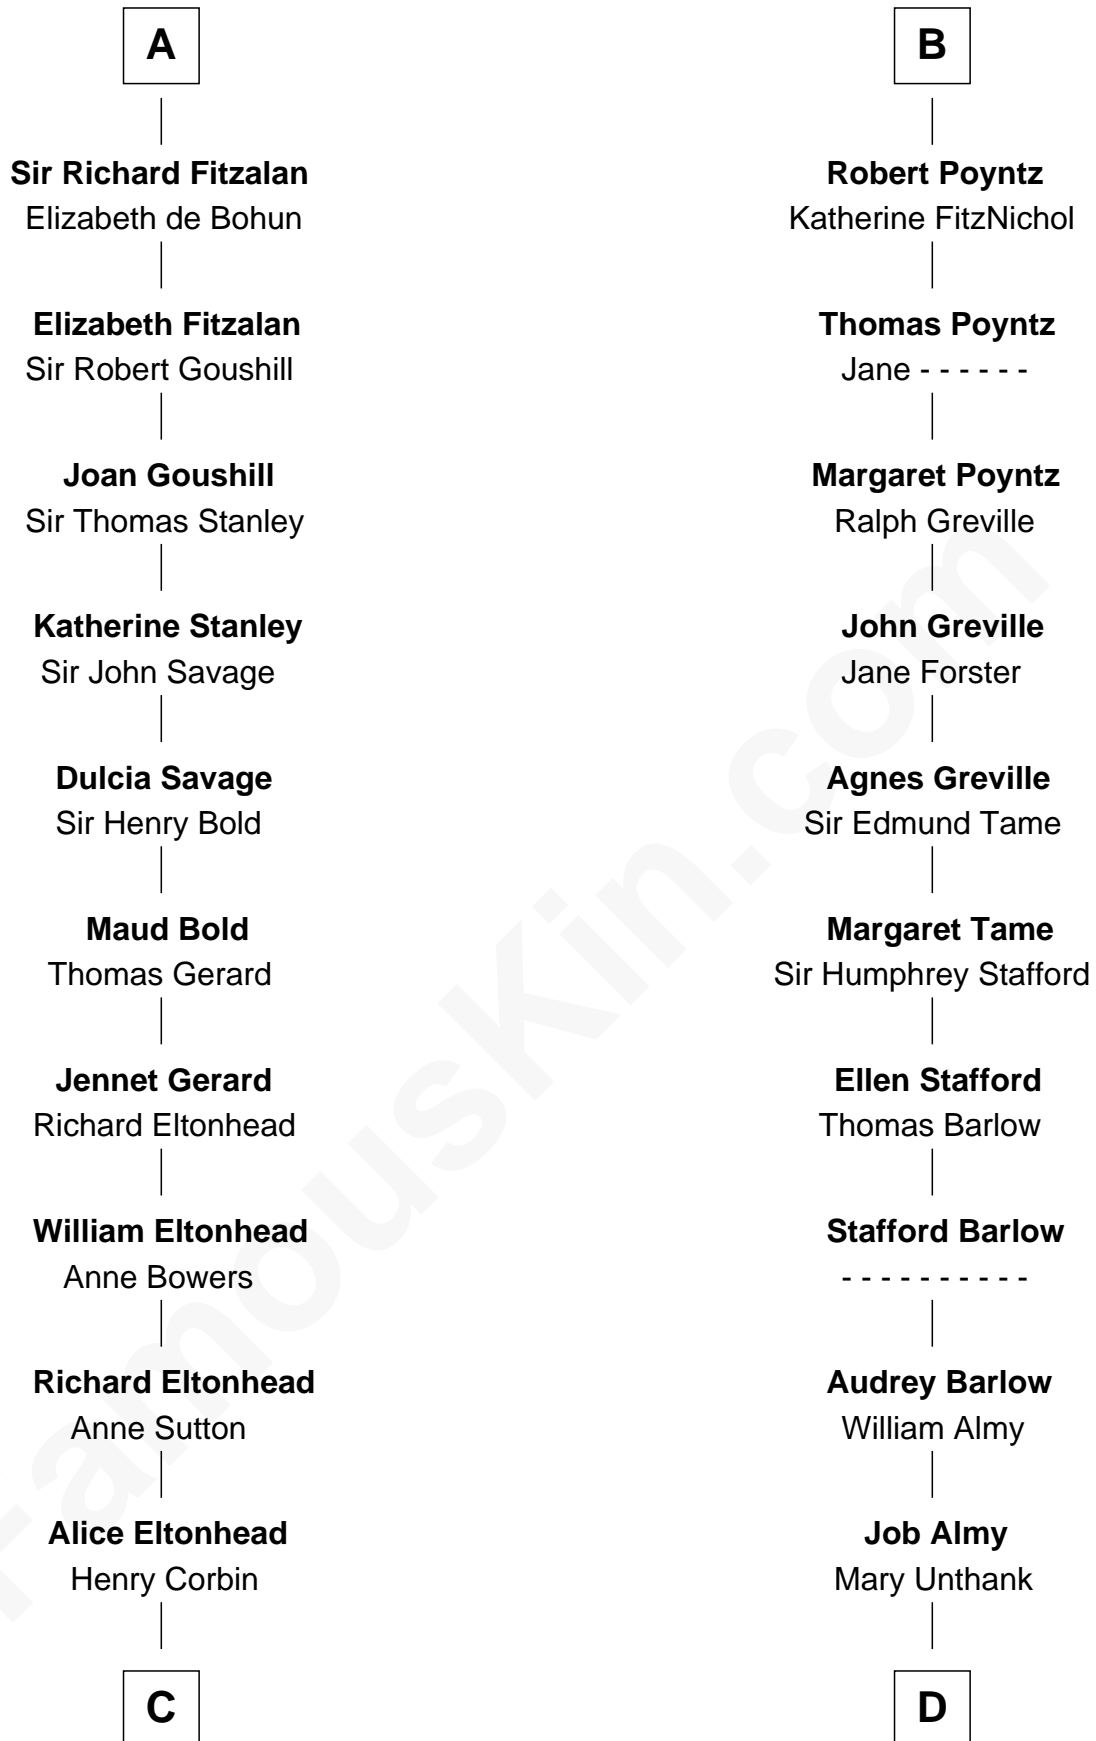 A
Sir Richard Fitzalan
Elizabeth de Bohun
Elizabeth Fitzalan
Sir Robert Goushill
Joan Goushill
Sir Thomas Stanley
Katherine Stanley
Sir John Savage
Dulcia Savage
Sir Henry Bold
Maud Bold
Thomas Gerard
Jennet Gerard
Richard Eltonhead
William Eltonhead
Anne Bowers
Richard Eltonhead
Anne Sutton
Alice Eltonhead
Henry Corbin
C
B
Robert Poyntz
Katherine FitzNichol
Thomas Poyntz
Jane - - - - - -
Margaret Poyntz
Ralph Greville
John Greville
Jane Forster
Agnes Greville
Sir Edmund Tame
Margaret Tame
Sir Humphrey Stafford
Ellen Stafford
Thomas Barlow
Stafford Barlow
- - - - - - - - - -
Audrey Barlow
William Almy
Job Almy
Mary Unthank
D
FamousKin.com